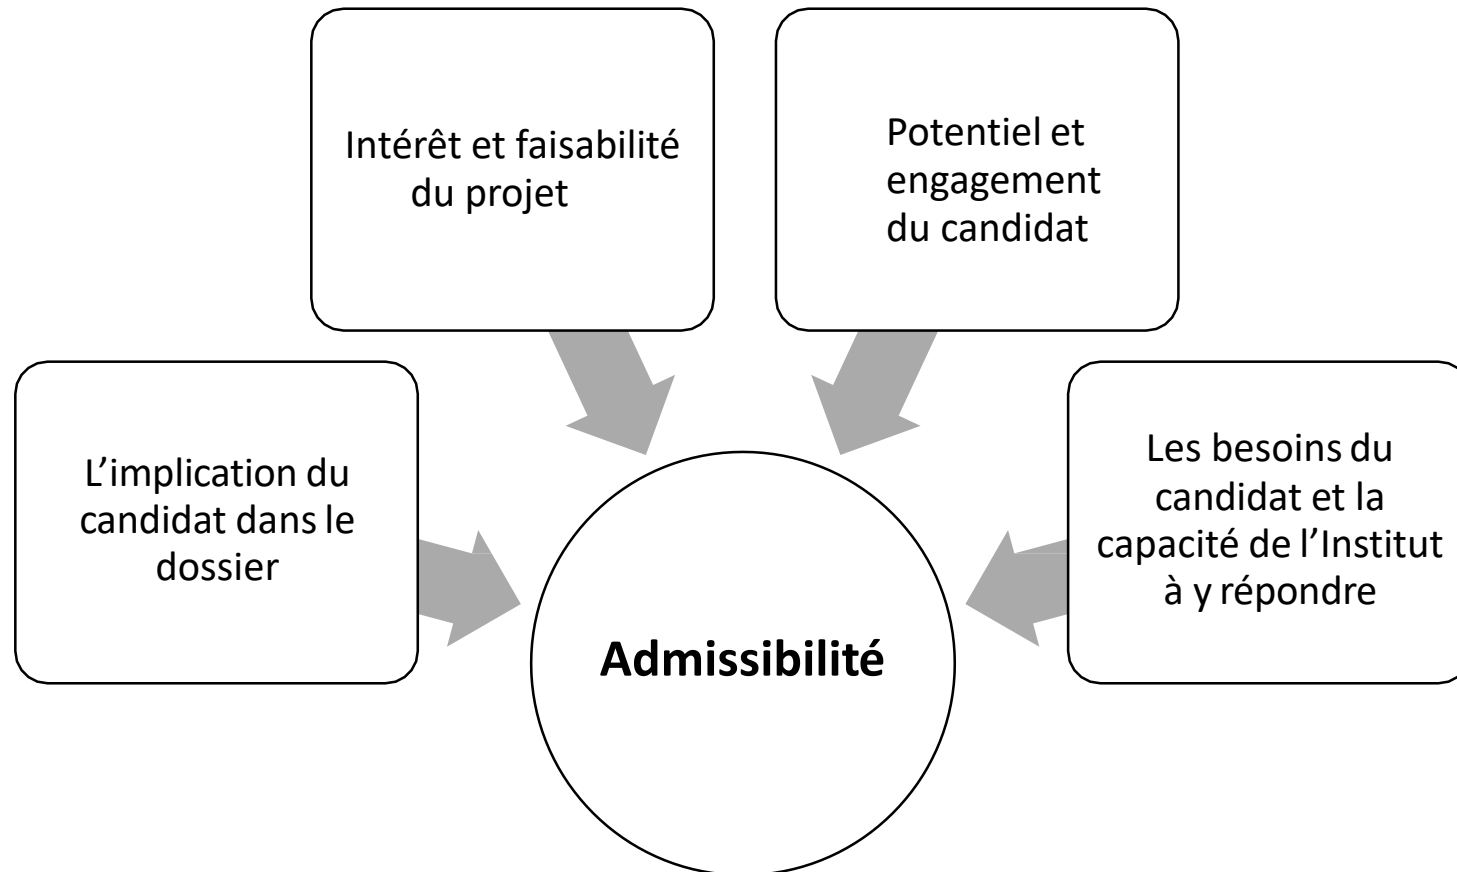 Intérêt et faisabilité
du projet
Potentiel et
engagement
du candidat
L’implication du
candidat dans le
dossier
Les besoins du
candidat et la
capacité de l’Institut
à y répondre
Admissibilité